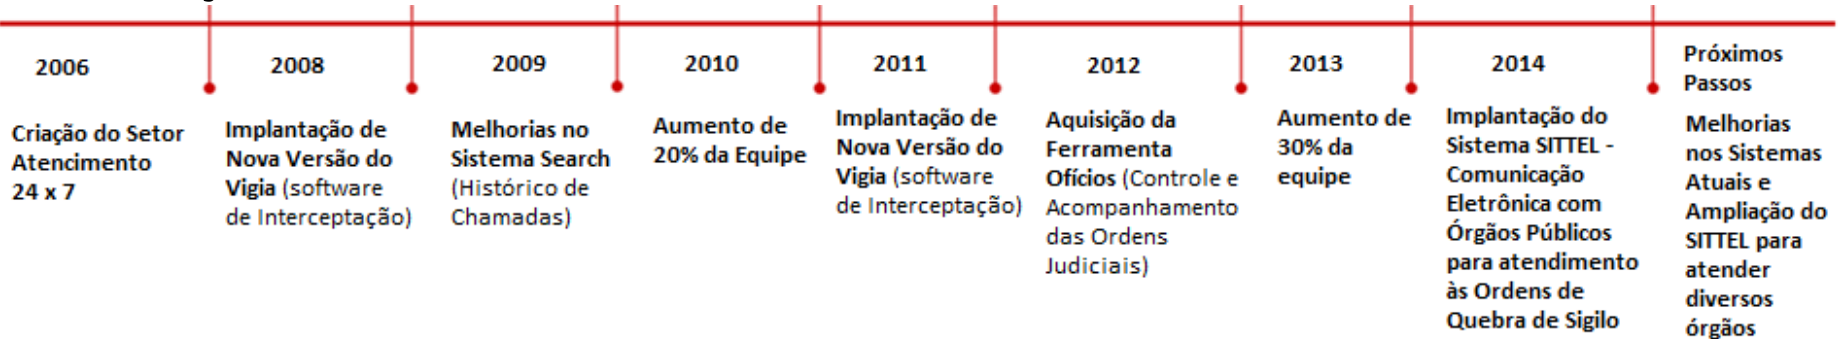 2006
Criação do Setor
Atencimento
24 x 7
2008
Implantação de
Nova Versão do
Vigia (software
de Interceptação)
2009
Melhorias no
Sistema Search
(Histórico de
Chamadas)
2010
Aumento de
20% da Equipe
2011
Implantação de
Nova Versão do
Vigia (software
de Interceptação)
2012
Aquisição da
Ferramenta
Ofícios (Controle e
Acompanhamento
das Ordens
Judiciais)
2013
Aumento de
30% da
equipe
2014
Implantação do
Sistema SITTEL -
Comunicação
Eletrônica com
Órgãos Públicos
para atendimento
às Ordens de
Quebra de Sigilo
Próximos
Passos
Melhorias
nos Sistemas
Atuais e
Ampliação do
SITTEL para
atender
diversos
órgãos